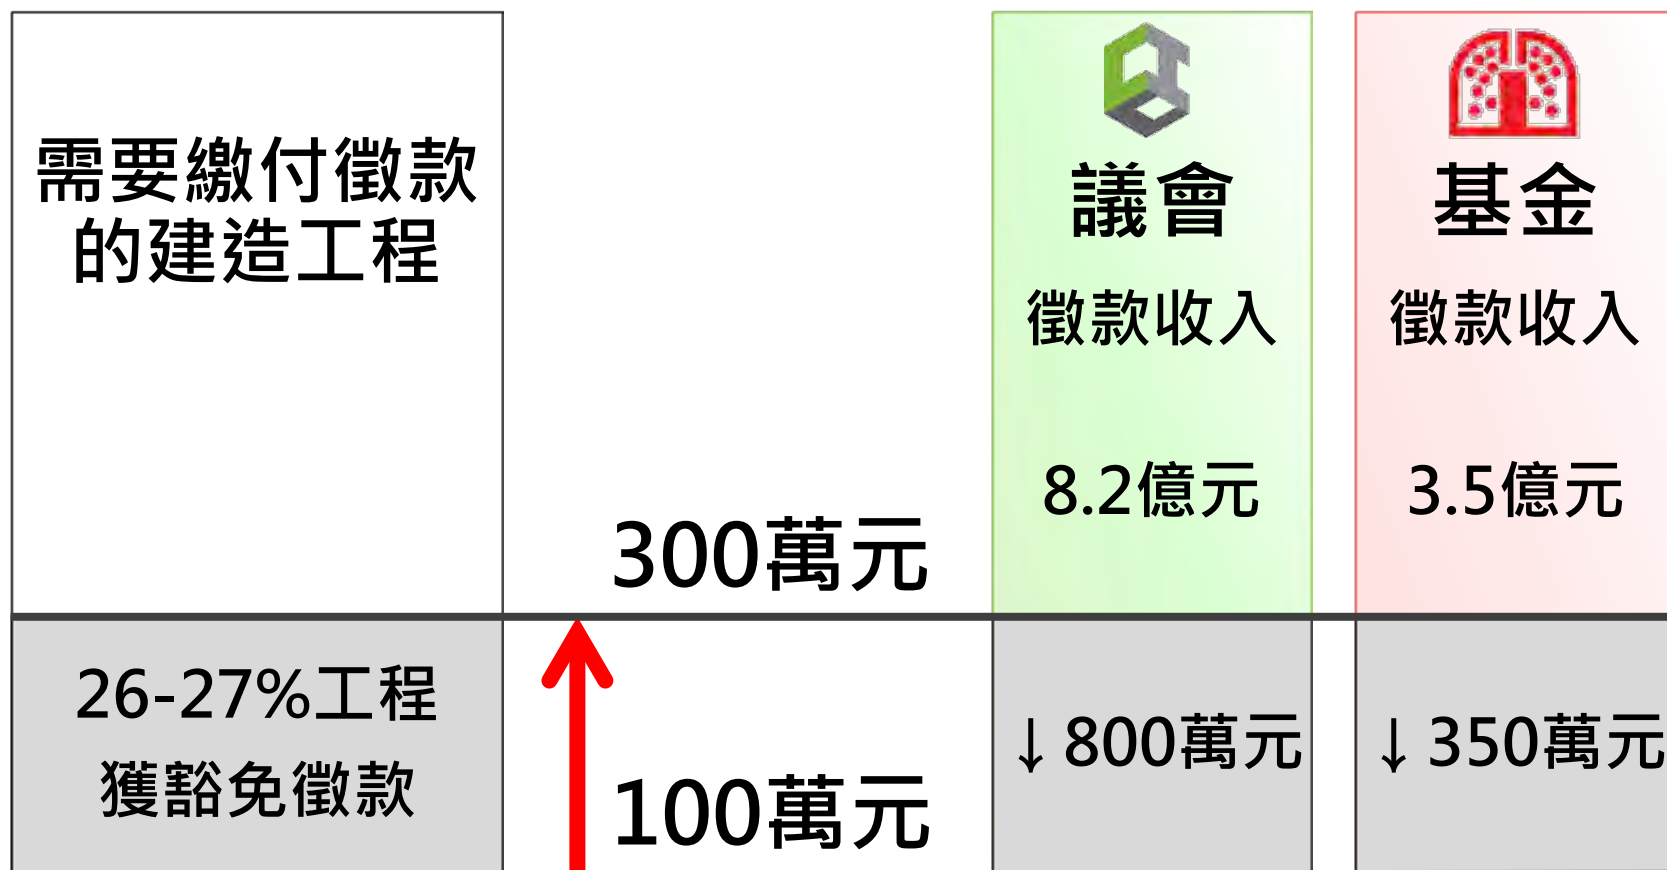 需要繳付徵款
的建造工程
300萬元
議會
徵款收入
8.2億元
基金
徵款收入
3.5億元
26-27%工程
獲豁免徵款
100萬元
↓800萬元
↓350萬元